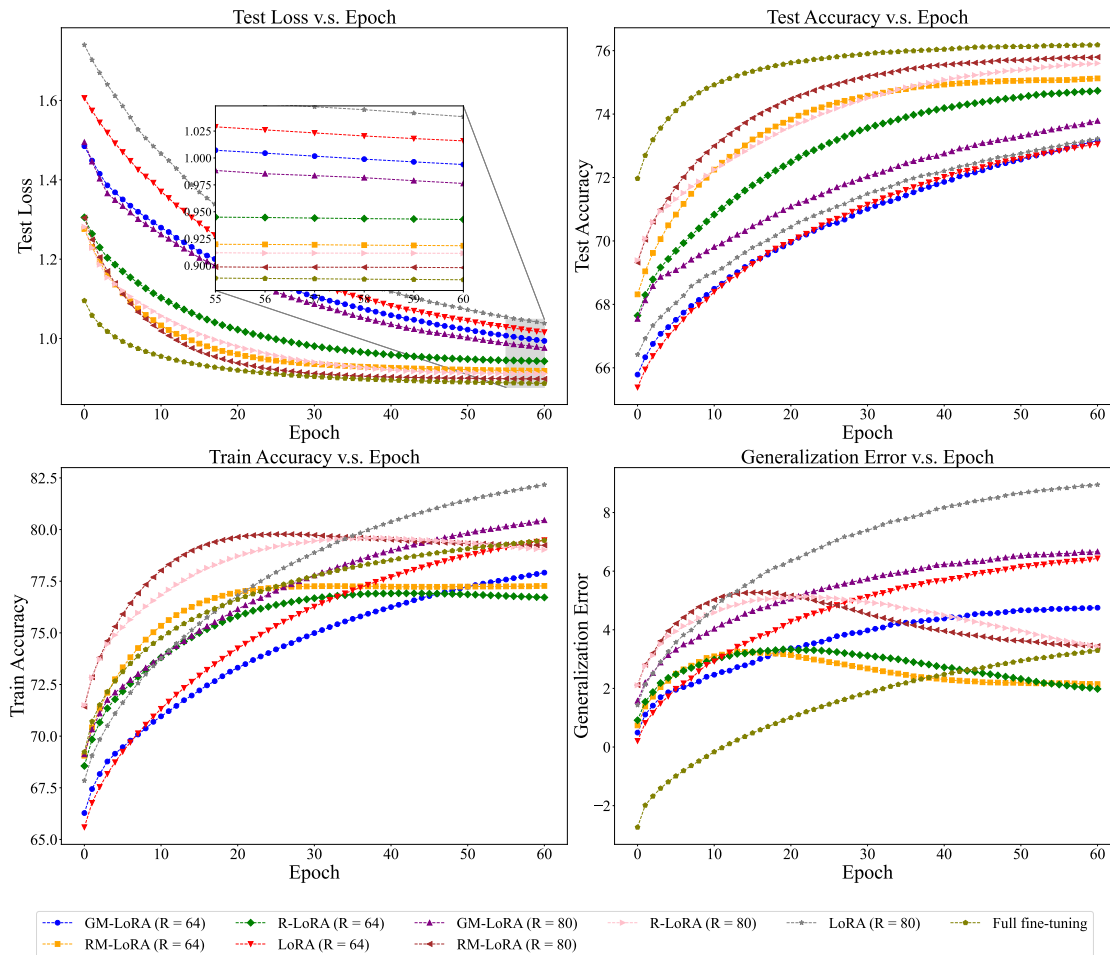 Test Loss v.s. Epoch
Test Loss
1.6
1.4
1.2
1.0
1.025
1.000
0.975
0.950
0.925
0.900
55 56 57 58 59 60
0 10 20 30 40 50 60
Epoch
Test Accuracy v.s. Epoch
Test Accuracy
76
74
72
70
68
66
0 10 20 30 40 50 60
Epoch
Train Accuracy v.s. Epoch
Train Accuracy
82.5
80.0
77.5
75.0
72.5
70.0
67.5
65.0
0 10 20 30 40 50 60
Epoch
Generalization Error v.s. Epoch
Generalization Error
8
6
4
2
0
−2
0 10 20 30 40 50 60
Epoch
GM-LoRA (R = 64) R-LoRA (R = 64) GM-LoRA (R = 80) R-LoRA (R = 80) LoRA (R = 80) Full fine-tuning
RM-LoRA (R = 64) LoRA (R = 64) RM-LoRA (R = 80)